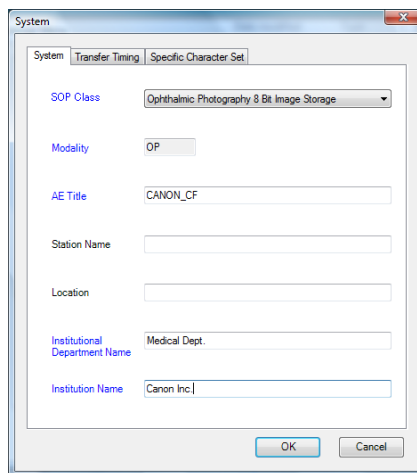 System
System
Transfer Timing
Specific Character Set
SOP Class
Ophthalmic Photography 8 Bit Image Storage
Modality
OP
AE Title
CANON_CF
Station Name
Location
Institutional
Department Name
Medical Dept.
Institution Name
Canon Inc.
OK
Cancel